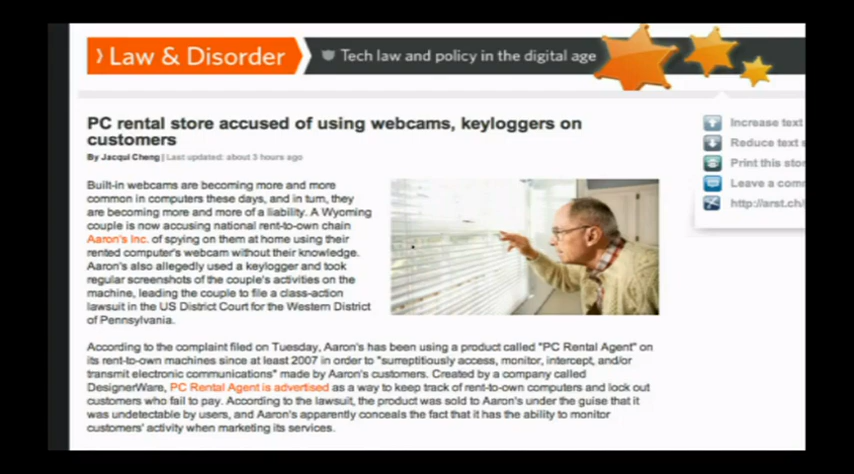 Law & Disorder
Tech law and policy in the digital age
PC rental store accused of using webcams, keyloggers on
customers
By Jacqui Cheng | Last updated: about 3 hours ago
Increase text
Reduce text s
Print this stor
Leave a com
http://arst.ch/
Built-in webcams are becoming more and more
common in computers these days, and in turn, they
are becoming more and more of a liability. A Wyoming
couple is now accusing national rent-to-own chain
Aaron's Inc. of spying on them at home using their
rented computer's webcam without their knowledge.
Aaron's also allegedly used a keylogger and took
regular screenshots of the couple's activities on the
machine, leading the couple to file a class-action
lawsuit in the US District Court for the Western District
of Pennsylvania.
According to the complaint filed on Tuesday, Aaron's has been using a product called "PC Rental Agent" on
its rent-to-own machines since at least 2007 in order to "surreptitiously access, monitor, intercept, and/or
transmit electronic communications" made by Aaron's customers. Created by a company called
DesignerWare, PC Rental Agent is advertised as a way to keep track of rent-to-own computers and lock out
customers who fail to pay. According to the lawsuit, the product was sold to Aaron's under the guise that it
was undetectable by users, and Aaron's apparently conceals the fact that it has the ability to monitor
customers' activity when marketing its services.